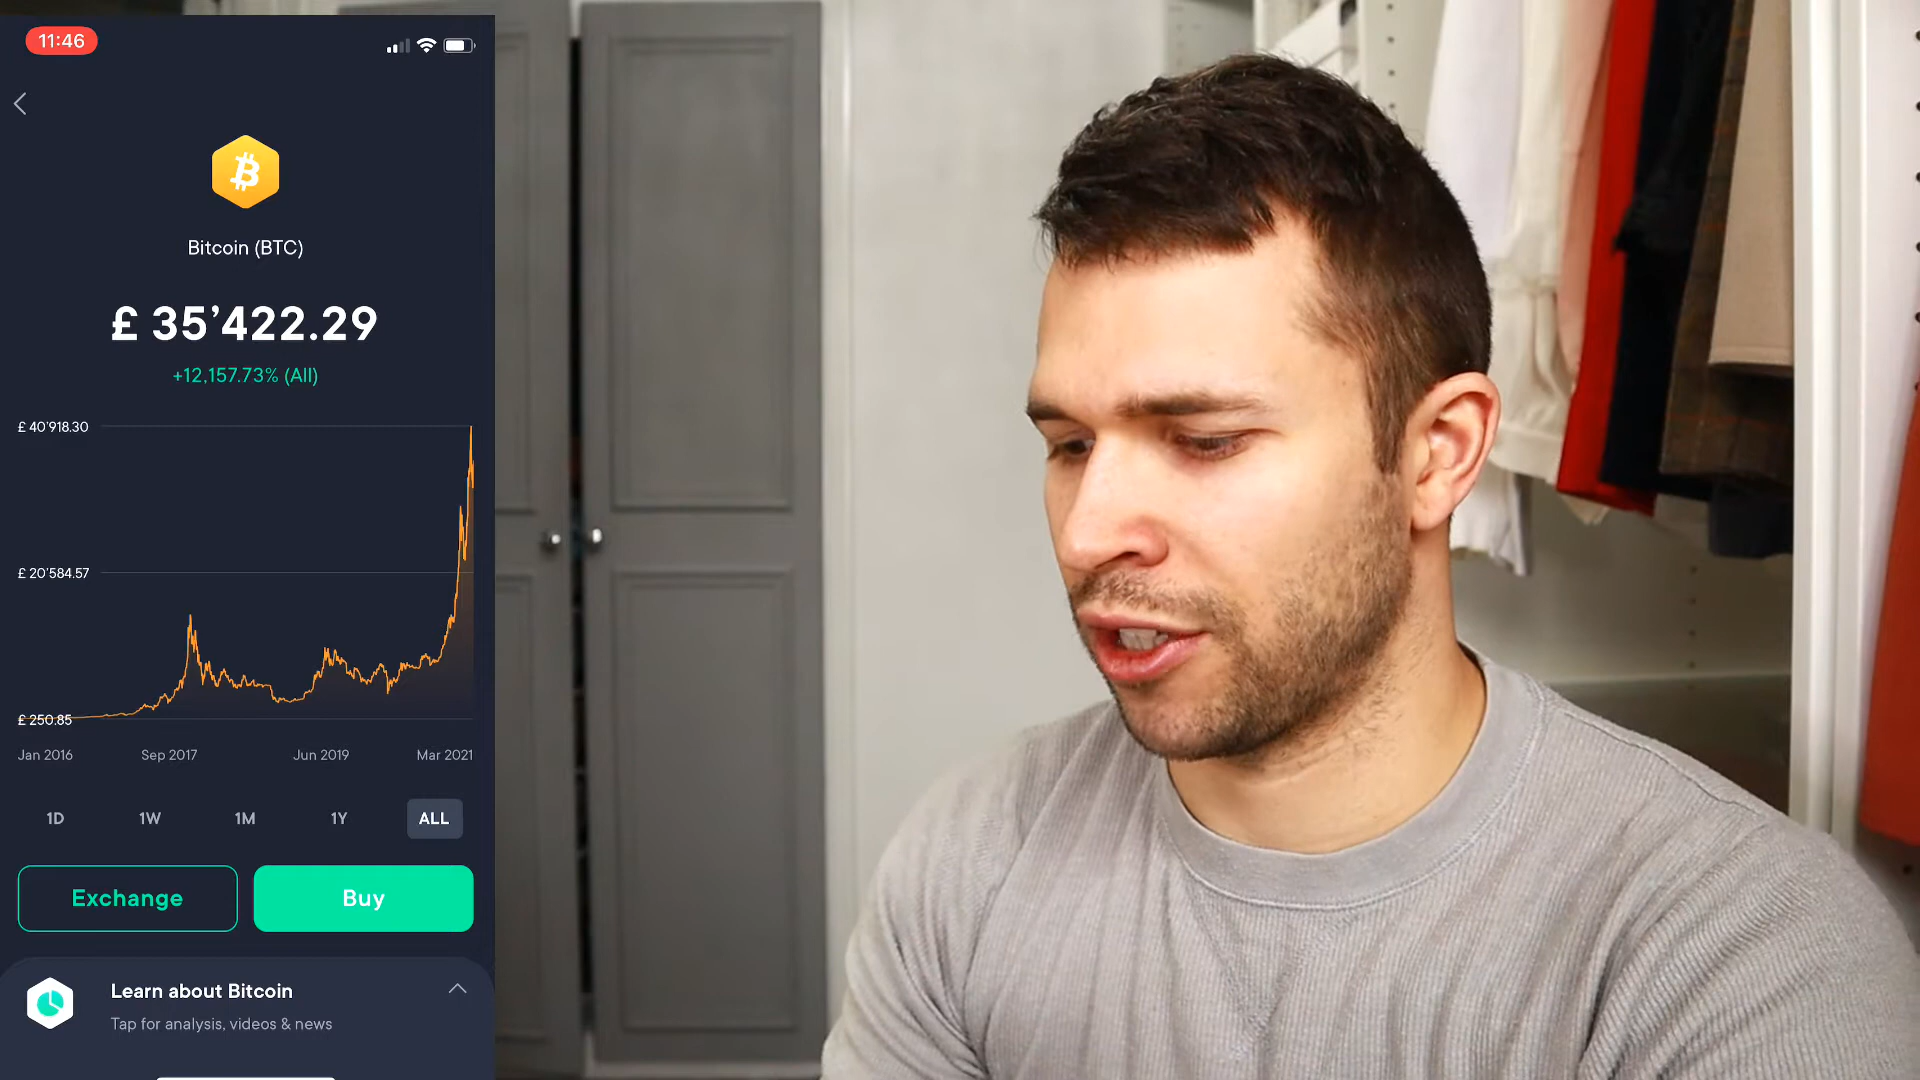 11:46
Bitcoin (BTC)
£ 35’422.29
+12,157.73% (All)
£ 40’918.30
£ 20’584.57
£ 250.85
Jan 2016 Sep 2017 Jun 2019 Mar 2021
1D 1W 1M 1Y ALL
Exchange Buy
Learn about Bitcoin
Tap for analysis, videos & news